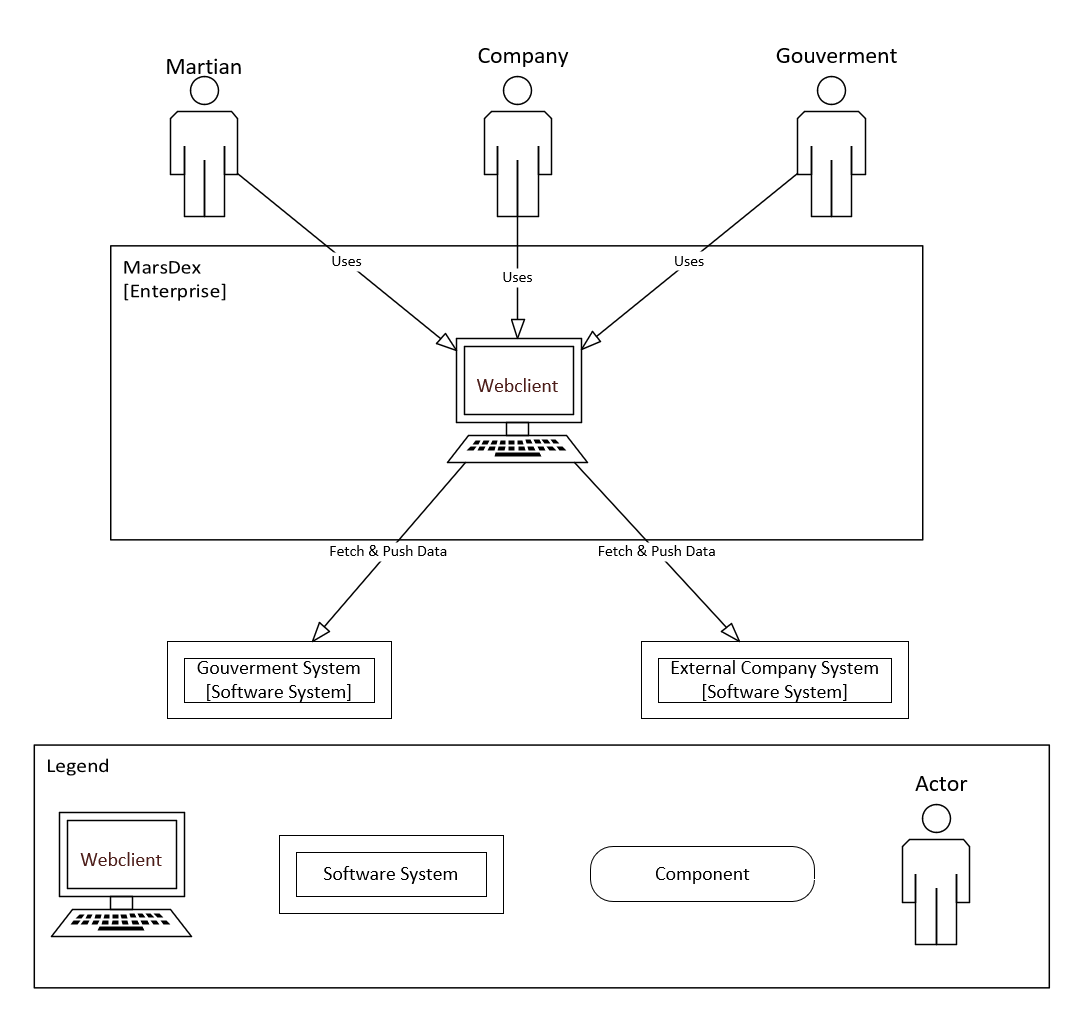 Martian
Company
Gouverment
MarsDex
[Enterprise]
Uses
Uses
Uses
Webclient
Fetch & Push Data
Fetch & Push Data
Gouverment System
[Software System]
External Company System
[Software System]
Legend
Webclient
Software System
Component
Actor